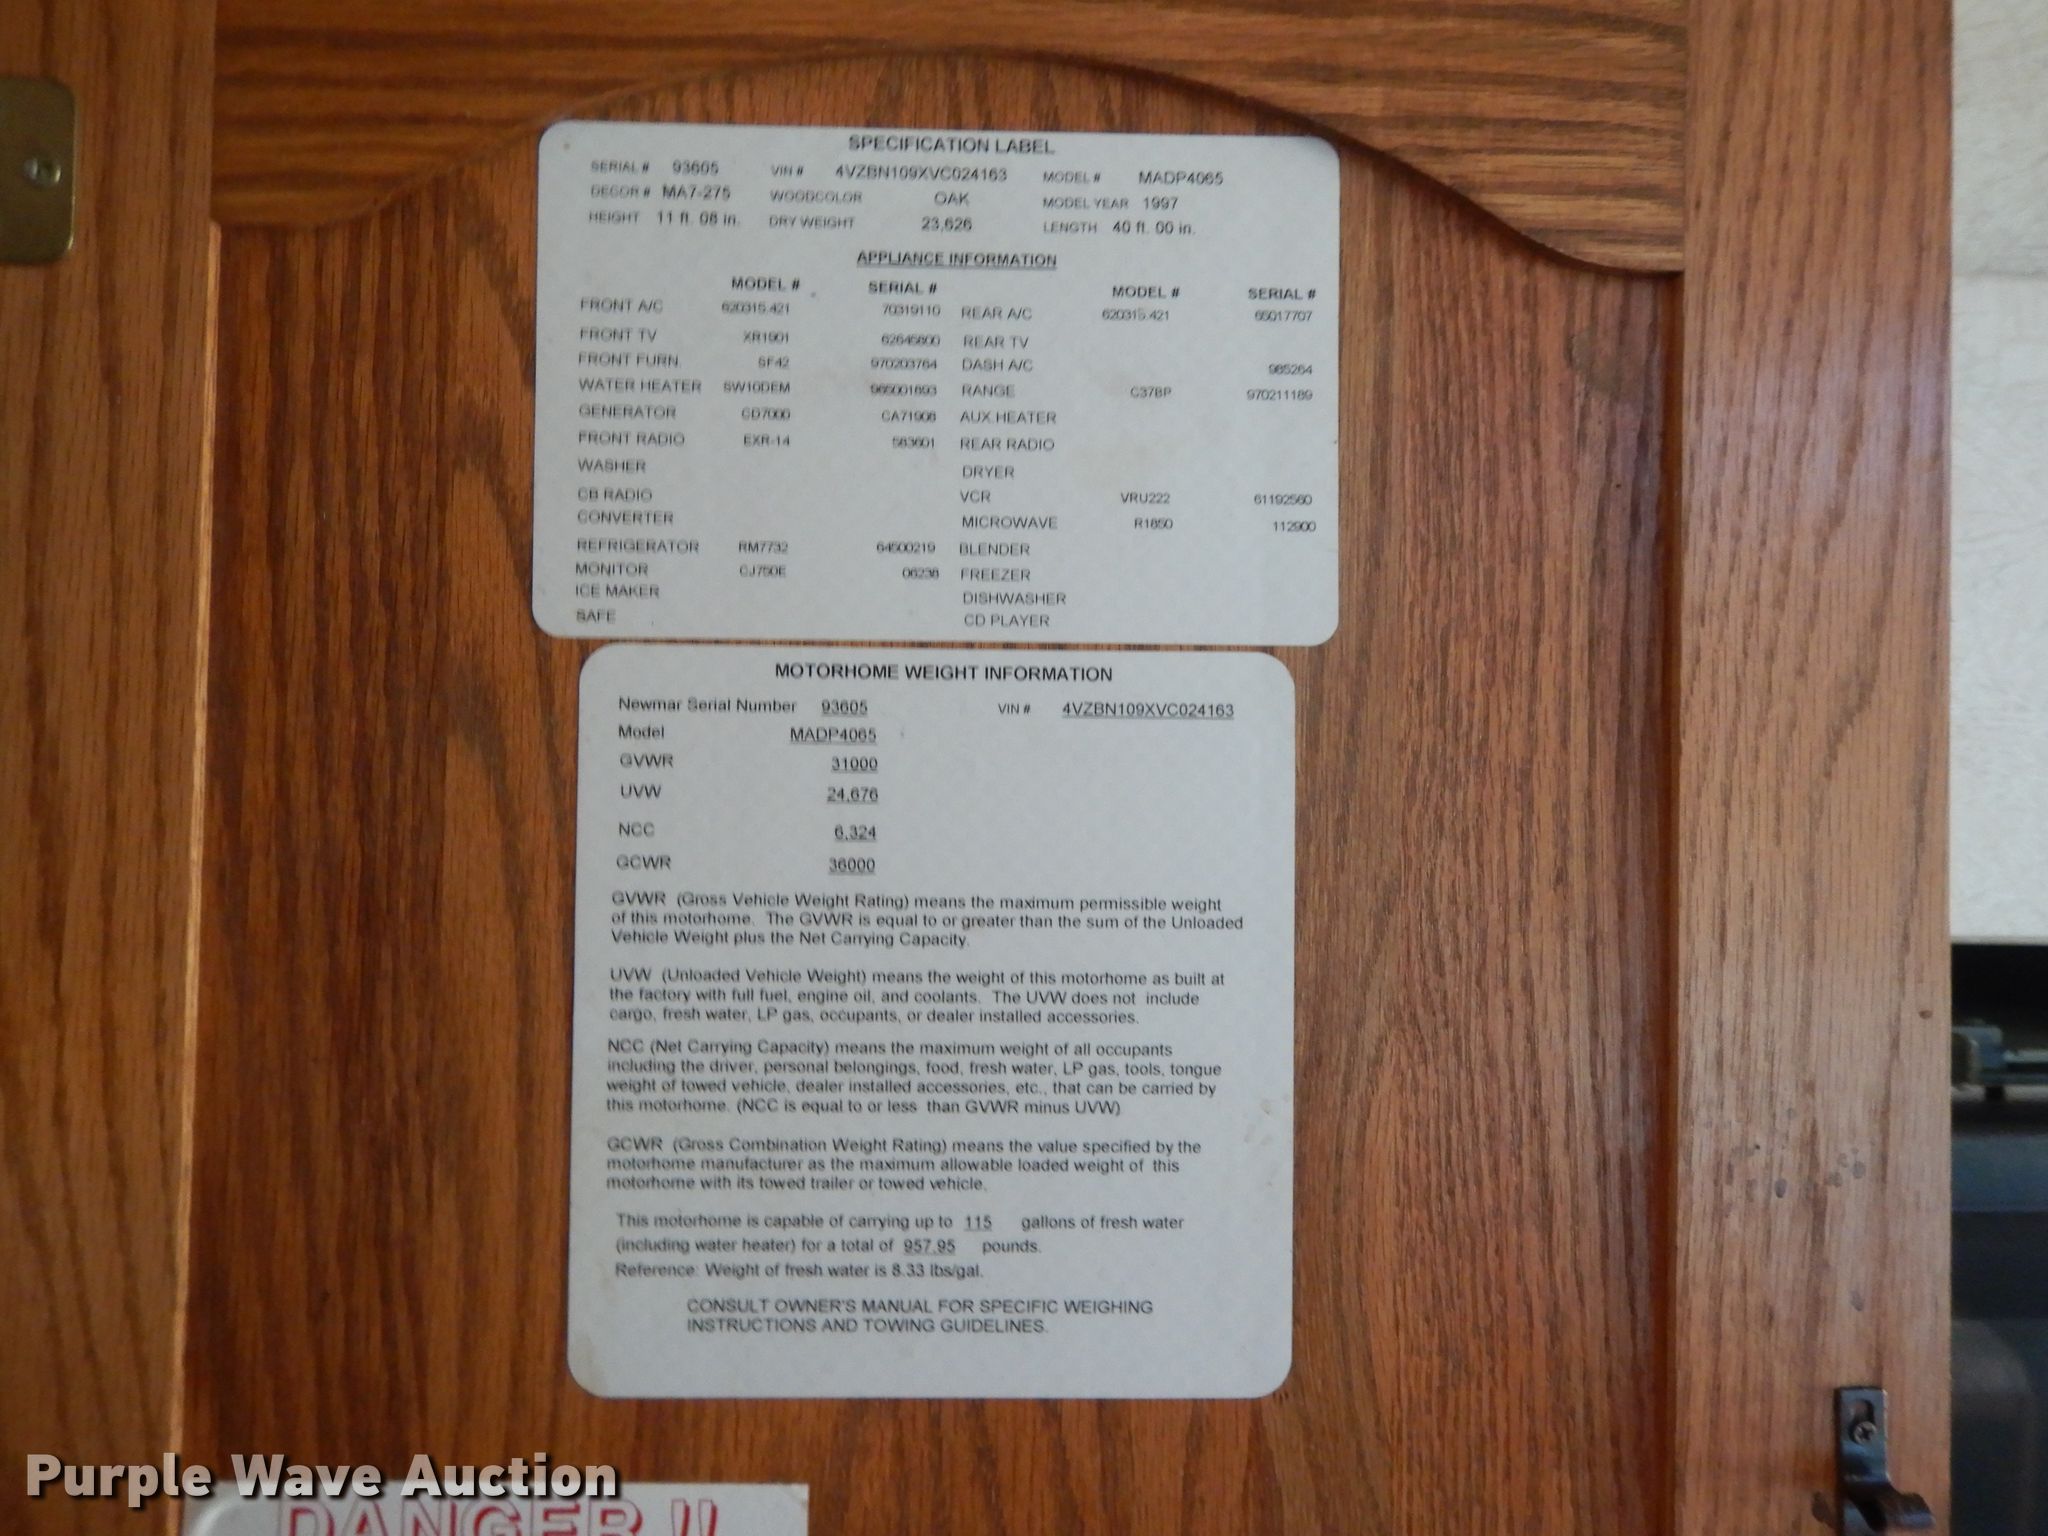 SPECIFICATION LABEL
SERIAL # 93605 VIN # 4VZBN109XVC024163 MODEL # MADP4065
DECOR # MA7-275 WOODCOLOR OAK MODEL YEAR 1997
HEIGHT 11 ft. 08 in. DRY WEIGHT 23,626 LENGTH 40 ft. 00 in.
APPLIANCE INFORMATION
MODEL # SERIAL # MODEL # SERIAL #
FRONT A/C 620315.421 70319110 REAR A/C 620315.421 65017707
FRONT TV XR1901 62645800 REAR TV
FRONT FURN. SF42 970203764 DASH A/C 985264
WATER HEATER SW10DEM 965001893 RANGE C37BP 970211189
GENERATOR CD7000 CA71908 AUX.HEATER
FRONT RADIO EXR-14 583601 REAR RADIO
WASHER DRYER
CB RADIO VCR VRU222 61192560
CONVERTER MICROWAVE R1850 112900
REFRIGERATOR RM7732 64500219 BLENDER
MONITOR CJ750E 06238 FREEZER
ICE MAKER DISHWASHER
SAFE CD PLAYER
MOTORHOME WEIGHT INFORMATION
Newmar Serial Number 93605 VIN # 4VZBN109XVC024163
Model MADP4065
GVWR 31000
UVW 24,676
NCC 6,324
GCWR 36000
GVWR (Gross Vehicle Weight Rating) means the maximum permissible weight
of this motorhome. The GVWR is equal to or greater than the sum of the Unloaded
Vehicle Weight plus the Net Carrying Capacity.
UVW (Unloaded Vehicle Weight) means the weight of this motorhome as built at
the factory with full fuel, engine oil, and coolants. The UVW does not include
cargo, fresh water, LP gas, occupants, or dealer installed accessories.
NCC (Net Carrying Capacity) means the maximum weight of all occupants
including the driver, personal belongings, food, fresh water, LP gas, tools, tongue
weight of towed vehicle, dealer installed accessories, etc., that can be carried by
this motorhome. (NCC is equal to or less than GVWR minus UVW)
GCWR (Gross Combination Weight Rating) means the value specified by the
motorhome manufacturer as the maximum allowable loaded weight of this
motorhome with its towed trailer or towed vehicle.
This motorhome is capable of carrying up to 115 gallons of fresh water
(including water heater) for a total of 957.95 pounds.
Reference: Weight of fresh water is 8.33 lbs/gal.
CONSULT OWNER'S MANUAL FOR SPECIFIC WEIGHING
INSTRUCTIONS AND TOWING GUIDELINES.
Purple Wave Auction
DANGER !!